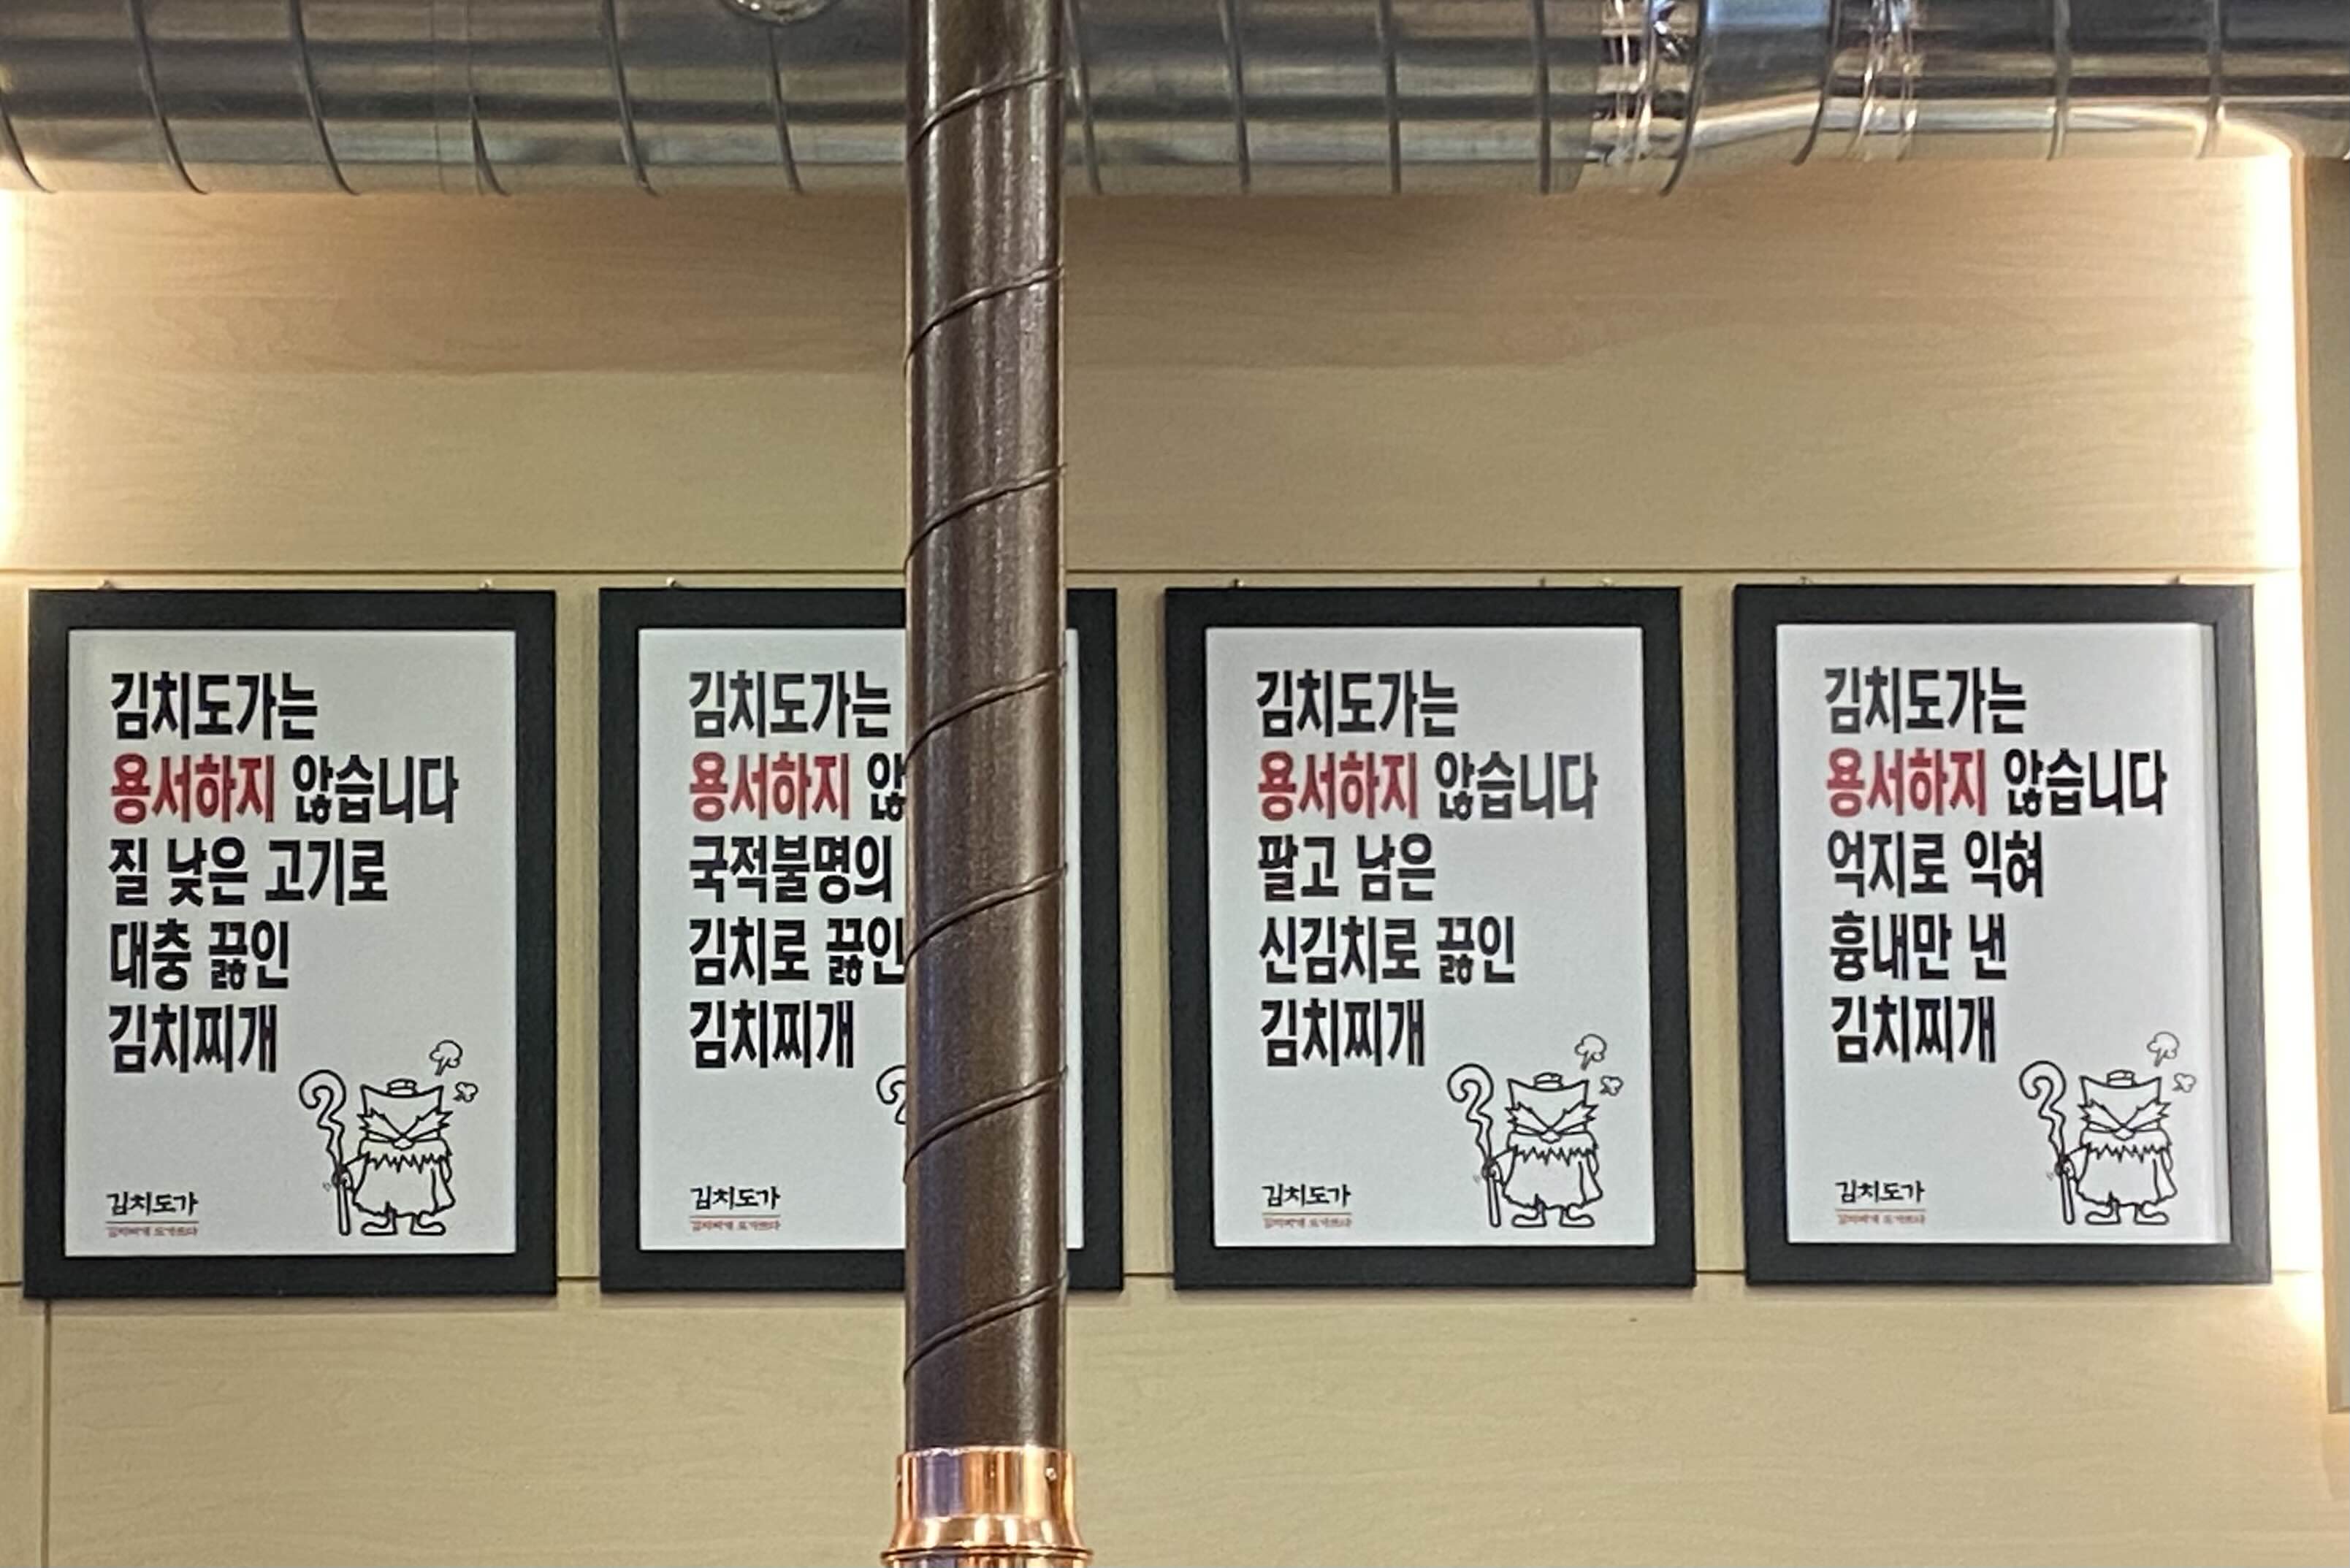 김치도가는
용서하지 않습니다
질 낮은 고기로
대충 끓인
김치찌개
김치도가
김치도가는
용서하지
국적불명의
김치로 끓인
김치찌개
김치도가
김치도가는
용서하지 않습니다
팔고 남은
신김치로 끓인
김치찌개
김치도가
김치도가는
용서하지 않습니다
억지로 익혀
흉내만 낸
김치찌개
김치도가